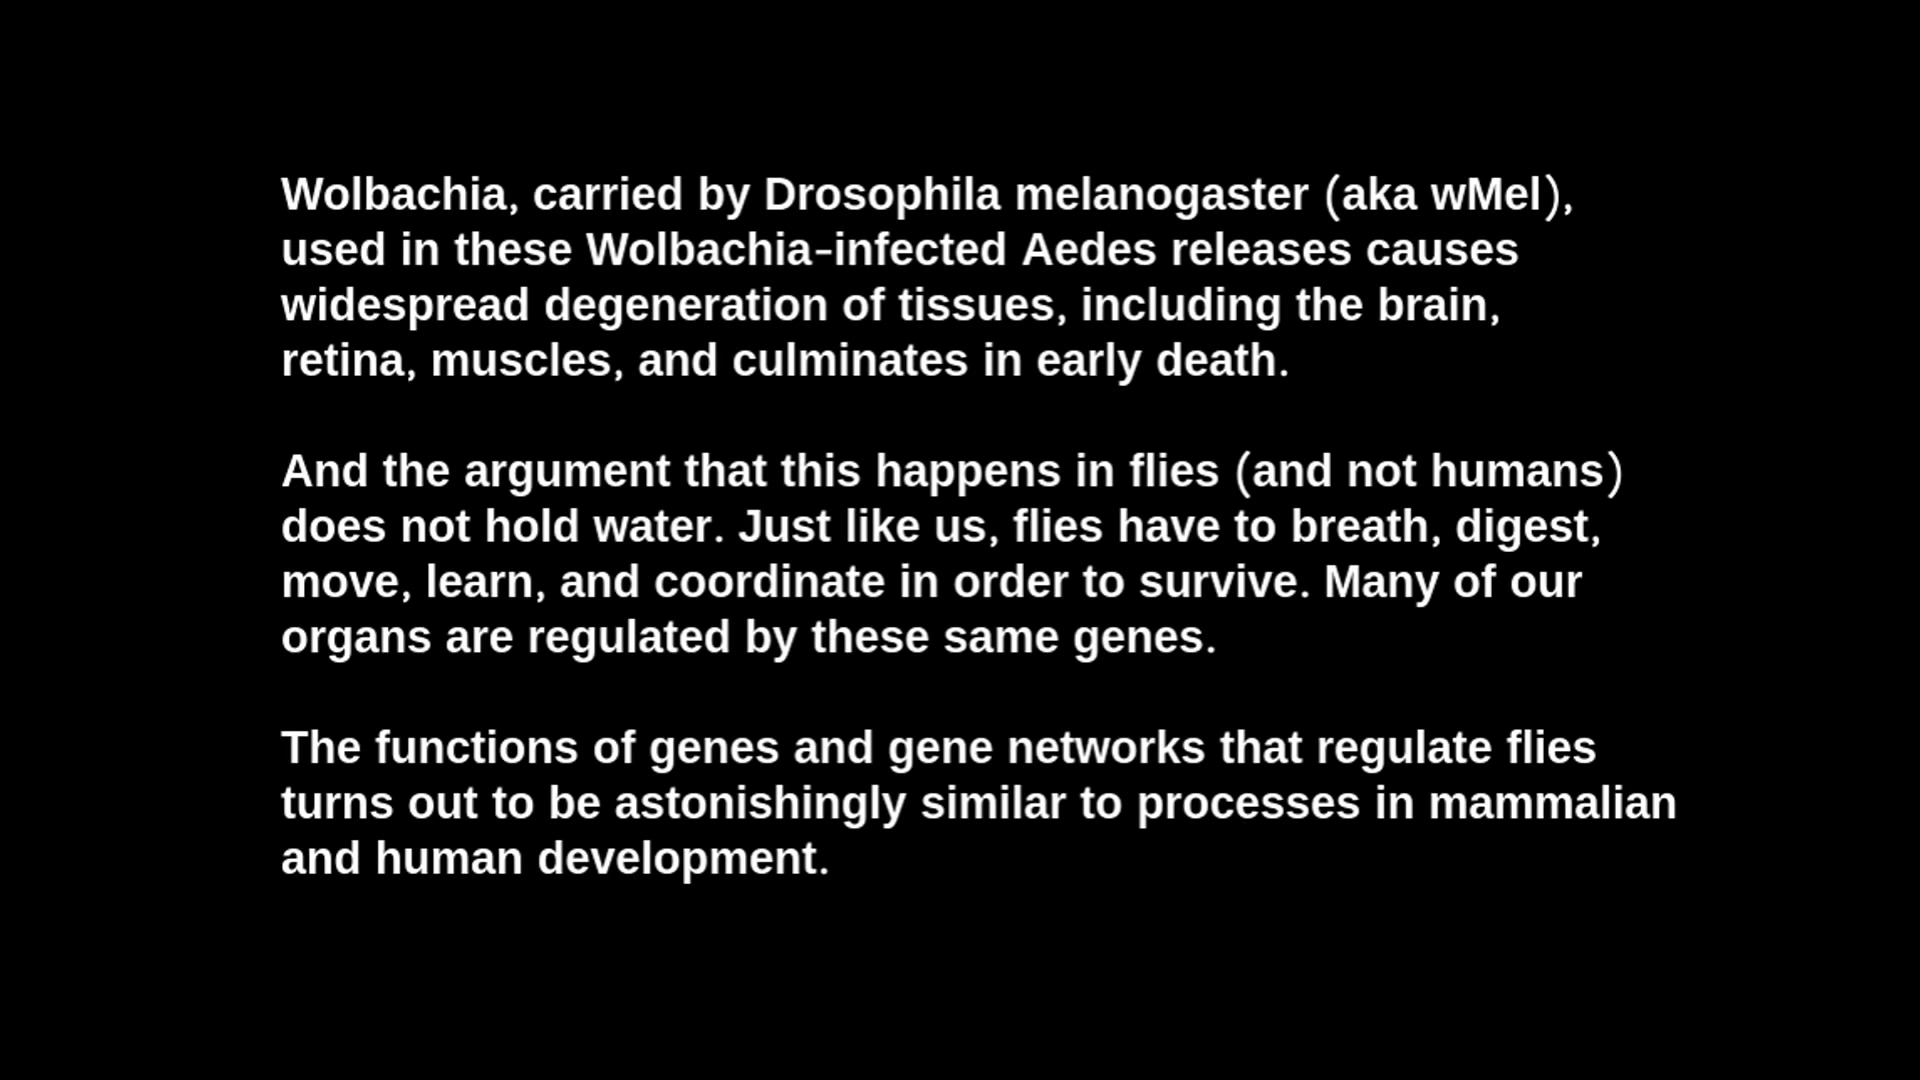 Wolbachia, carried by Drosophila melanogaster (aka wMel),
used in these Wolbachia-infected Aedes releases causes
widespread degeneration of tissues, including the brain,
retina, muscles, and culminates in early death.
And the argument that this happens in flies (and not humans)
does not hold water. Just like us, flies have to breath, digest,
move, learn, and coordinate in order to survive. Many of our
organs are regulated by these same genes.
The functions of genes and gene networks that regulate flies
turns out to be astonishingly similar to processes in mammalian
and human development.